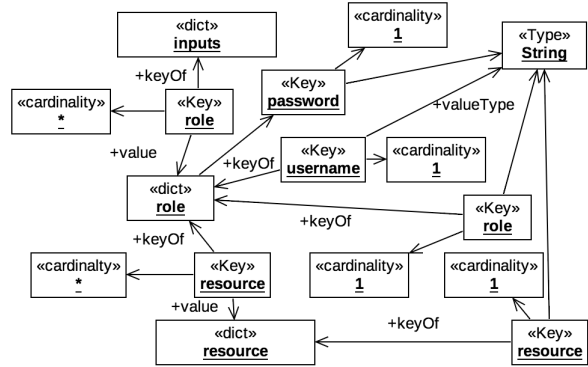 «dict»
inputs
«cardinality»
1
«Type»
String
+keyOf
«Key»
password
«cardinality»
*
«Key»
role
+valueType
+value
+keyOf
«Key»
username
«cardinality»
1
«dict»
role
+keyOf
«Key»
role
+keyOf
«cardinalty»
*
«Key»
resource
«cardinality»
1
«cardinality»
1
+value
«dict»
resource
+keyOf
«Key»
resource